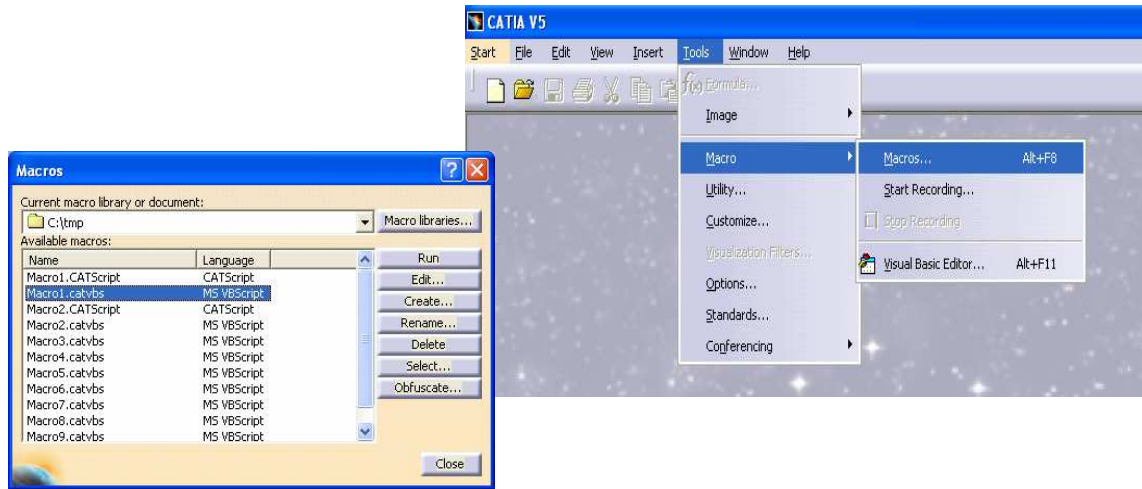 CATIA V5
Start File Edit View Insert Tools Window Help
f(x) Formula...
Image
Macro
Utility...
Customize...
Visualization Filters...
Options...
Standards...
Conferencing
Macros... Alt+F8
Start Recording...
Stop Recording
Visual Basic Editor... Alt+F11
Macros
Current macro library or document:
C:\tmp Macro libraries...
Available macros:
Name Language
Macro1.CATScript CATScript
Macro1.catvbs MS VBScript
Macro2.CATScript CATScript
Macro2.catvbs MS VBScript
Macro3.catvbs MS VBScript
Macro4.catvbs MS VBScript
Macro5.catvbs MS VBScript
Macro6.catvbs MS VBScript
Macro7.catvbs MS VBScript
Macro8.catvbs MS VBScript
Macro9.catvbs MS VBScript
Run
Edit...
Create...
Rename...
Delete
Select...
Obfuscate...
Close